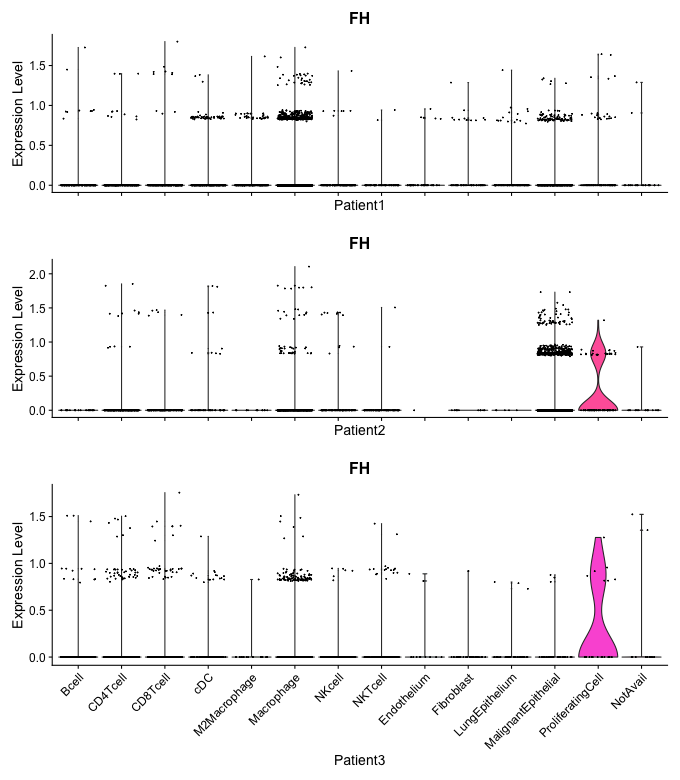 FH
Expression Level
1.5
1.0
0.5
0.0
Patient1
FH
Expression Level
2.0
1.5
1.0
0.5
0.0
Patient2
FH
Expression Level
1.5
1.0
0.5
0.0
Bcell
CD4Tcell
CD8Tcell
cDC
M2Macrophage
Macrophage
NKcell
NKTcell
Endothelium
Fibroblast
LungEpithelium
MalignantEpithelial
ProliferatingCell
NotAvail
Patient3